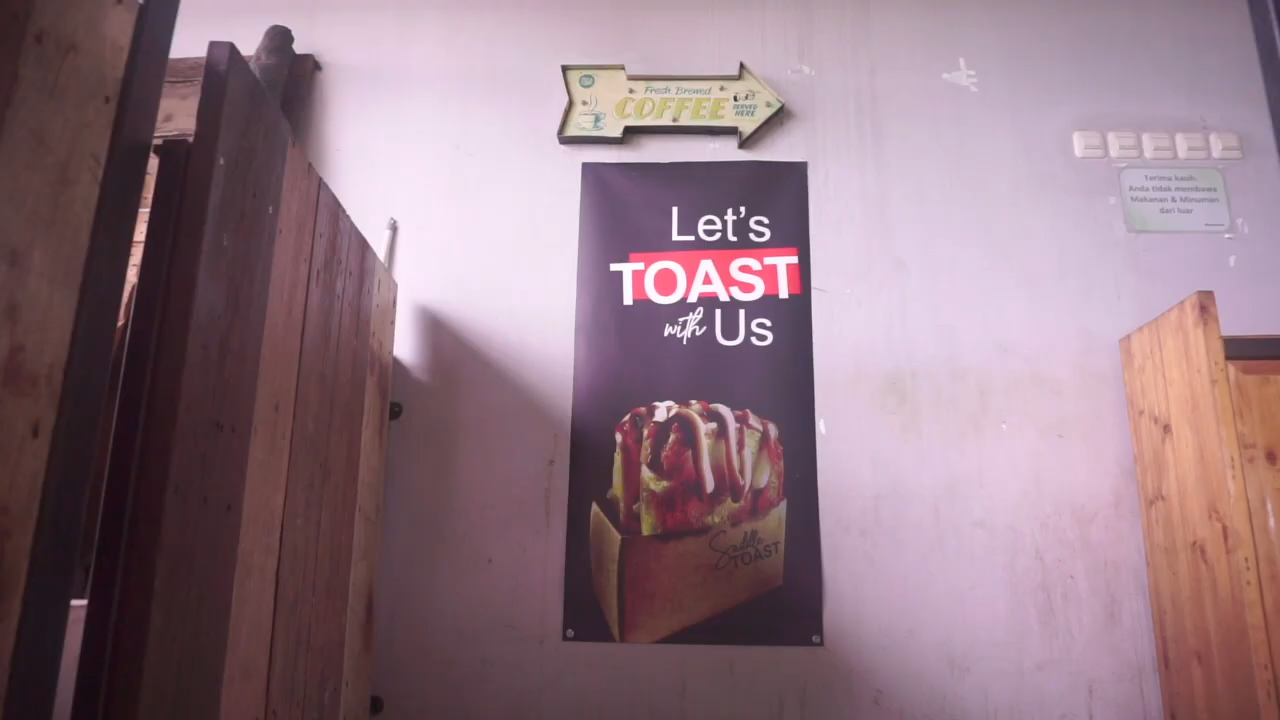 Fresh Brewed
COFFEE
SERVED
HERE
Let's
TOAST
with Us
Saddle
TOAST
Terima kasih
Anda tidak membawa
Makanan & Minuman
dari luar